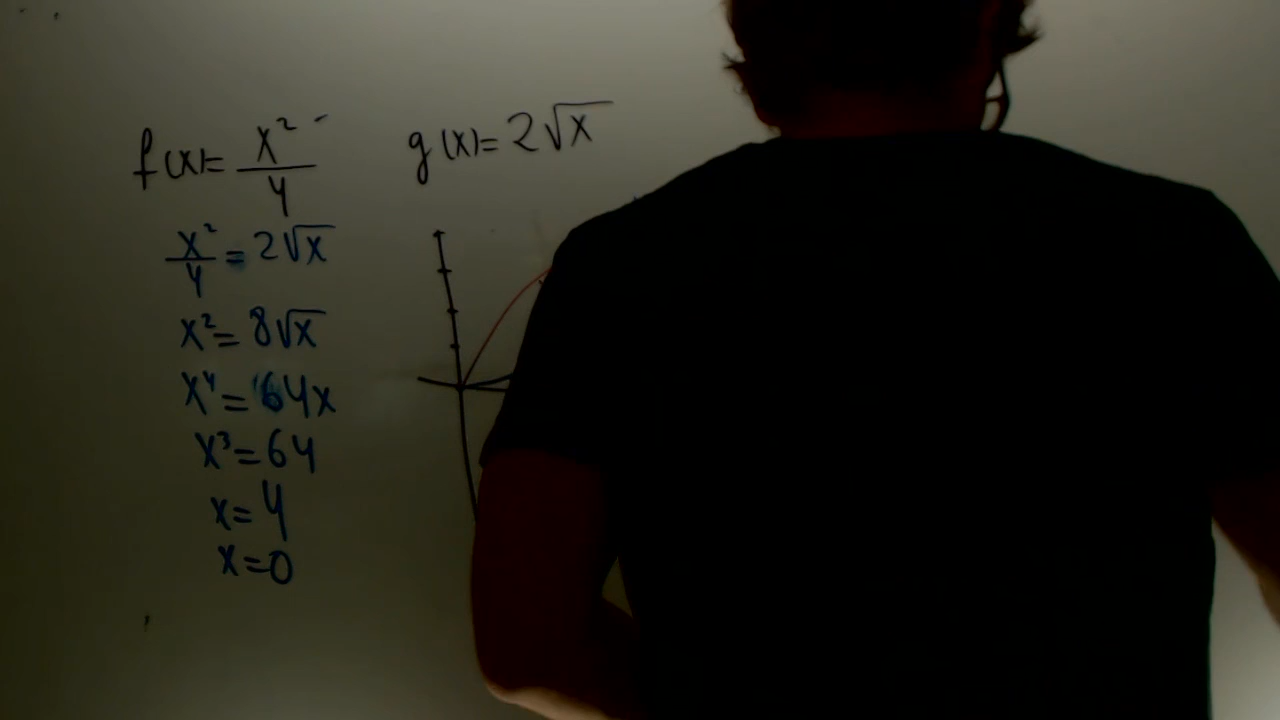 f(x)= x²/4 g(x)= 2√x
x²/4 = 2√x
x² = 8√x
x⁴ = 64x
x³ = 64
x = 4
x = 0